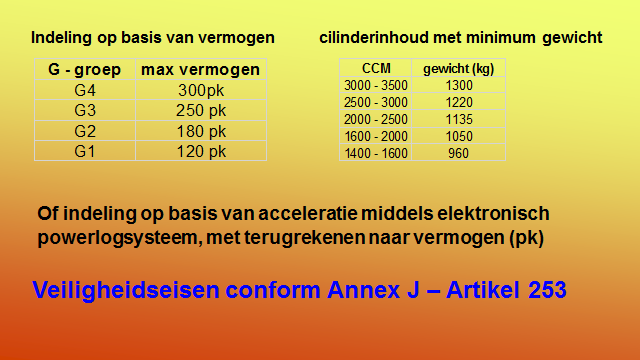 Indeling op basis van vermogen
G - groep max vermogen
G4 300pk
G3 250 pk
G2 180 pk
G1 120 pk
cilinderinhoud met minimum gewicht
CCM gewicht (kg)
3000 - 3500 1300
2500 - 3000 1220
2000 - 2500 1135
1600 - 2000 1050
1400 - 1600 960
Of indeling op basis van acceleratie middels elektronisch
powerlogsysteem, met terugrekenen naar vermogen (pk)
Veiligheidseisen conform Annex J – Artikel 253